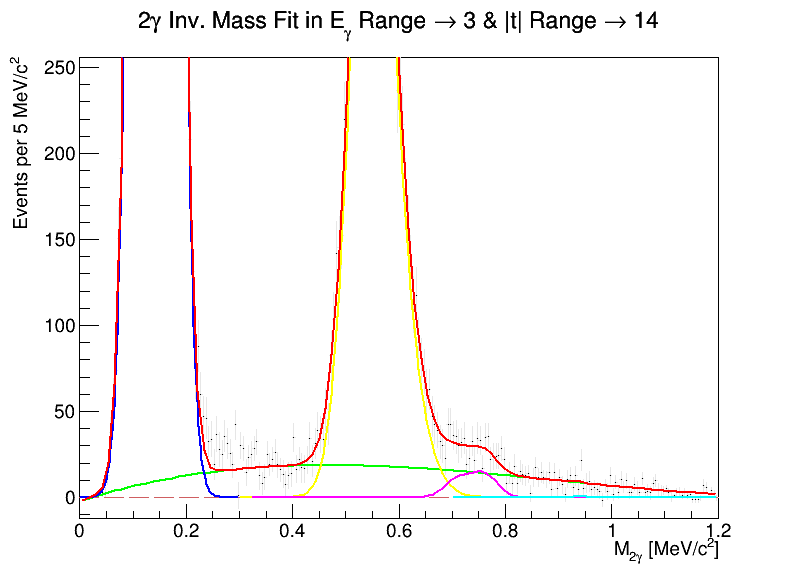 2γ Inv. Mass Fit in Eγ Range → 3 & |t| Range → 14
Events per 5 MeV/c²
250
200
150
100
50
0
0 0.2 0.4 0.6 0.8 1 1.2
M2γ [MeV/c²]